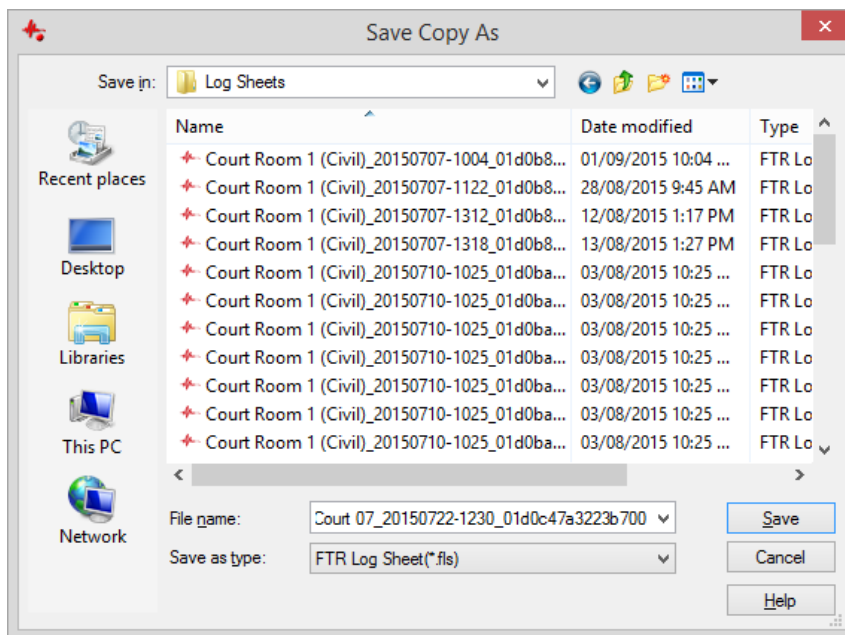 Save Copy As
Save in: Log Sheets
Recent places
Desktop
Libraries
This PC
Network
Name Date modified Type
Court Room 1 (Civil)_20150707-1004_01d0b8... 01/09/2015 10:04 ... FTR Lo
Court Room 1 (Civil)_20150707-1122_01d0b8... 28/08/2015 9:45 AM FTR Lo
Court Room 1 (Civil)_20150707-1312_01d0b8... 12/08/2015 1:17 PM FTR Lo
Court Room 1 (Civil)_20150707-1318_01d0b8... 13/08/2015 1:27 PM FTR Lo
Court Room 1 (Civil)_20150710-1025_01d0ba... 03/08/2015 10:25 ... FTR Lo
Court Room 1 (Civil)_20150710-1025_01d0ba... 03/08/2015 10:25 ... FTR Lo
Court Room 1 (Civil)_20150710-1025_01d0ba... 03/08/2015 10:25 ... FTR Lo
Court Room 1 (Civil)_20150710-1025_01d0ba... 03/08/2015 10:25 ... FTR Lo
Court Room 1 (Civil)_20150710-1025_01d0ba... 03/08/2015 10:25 ... FTR Lo
Court Room 1 (Civil)_20150710-1025_01d0ba... 03/08/2015 10:25 ... FTR Lo
Court Room 1 (Civil)_20150710-1025_01d0ba... 03/08/2015 10:25 ... FTR Lo
File name: Court 07_20150722-1230_01d0c47a3223b700 Save
Save as type: FTR Log Sheet(*.fls) Cancel
Help